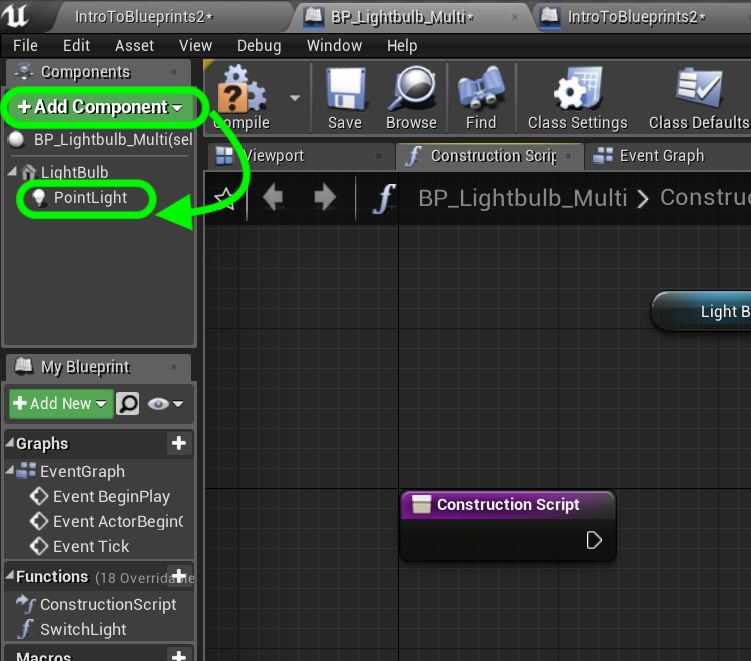 IntroToBlueprints2*
BP_Lightbulb_Multi*
IntroToBlueprints2*
File Edit Asset View Debug Window Help
Components
+ Add Component
Compile
Save
Browse
Find
Class Settings
Class Defaults
BP_Lightbulb_Multi(sel
Viewport
Construction Scrip
Event Graph
LightBulb
PointLight
BP_Lightbulb_Multi > Construc
Light B
My Blueprint
+ Add New
Graphs
EventGraph
Event BeginPlay
Event ActorBeginO
Event Tick
Construction Script
Functions (18 Overridable
ConstructionScript
SwitchLight
Macros